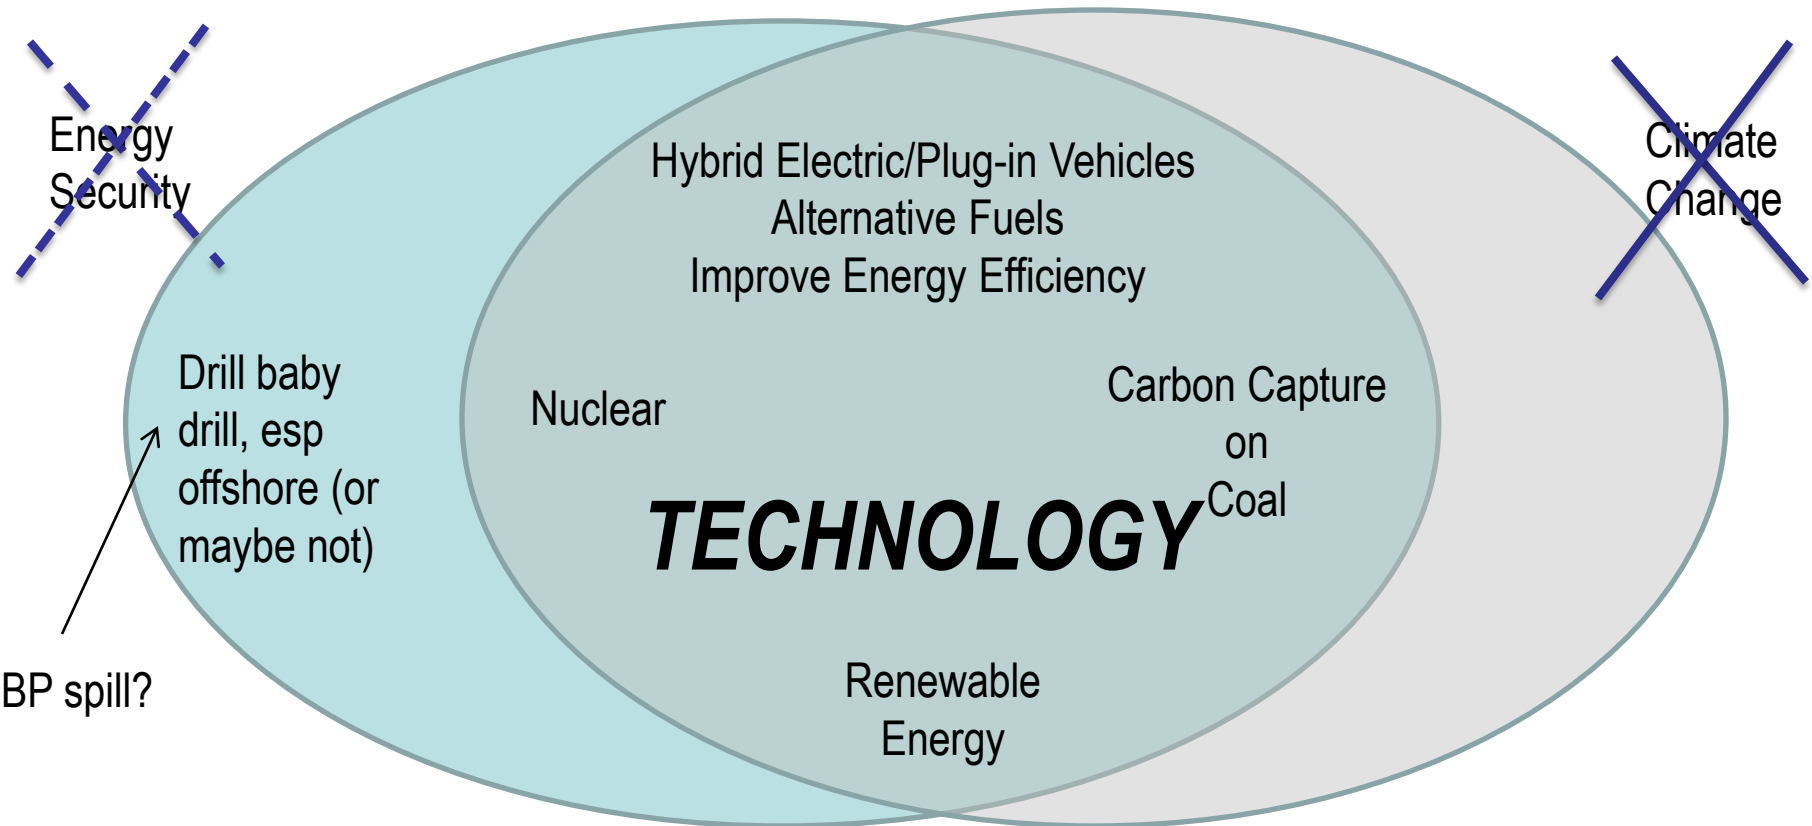 Energy
Security
Climate
Change
Hybrid Electric/Plug-in Vehicles
Alternative Fuels
Improve Energy Efficiency
Drill baby
drill, esp
offshore (or
maybe not)
Nuclear
Carbon Capture
on
Coal
TECHNOLOGY
BP spill?
Renewable
Energy